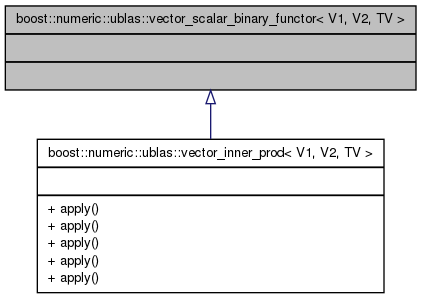 boost::numeric::ublas::vector_scalar_binary_functor< V1, V2, TV >
boost::numeric::ublas::vector_inner_prod< V1, V2, TV >
+ apply()
+ apply()
+ apply()
+ apply()
+ apply()